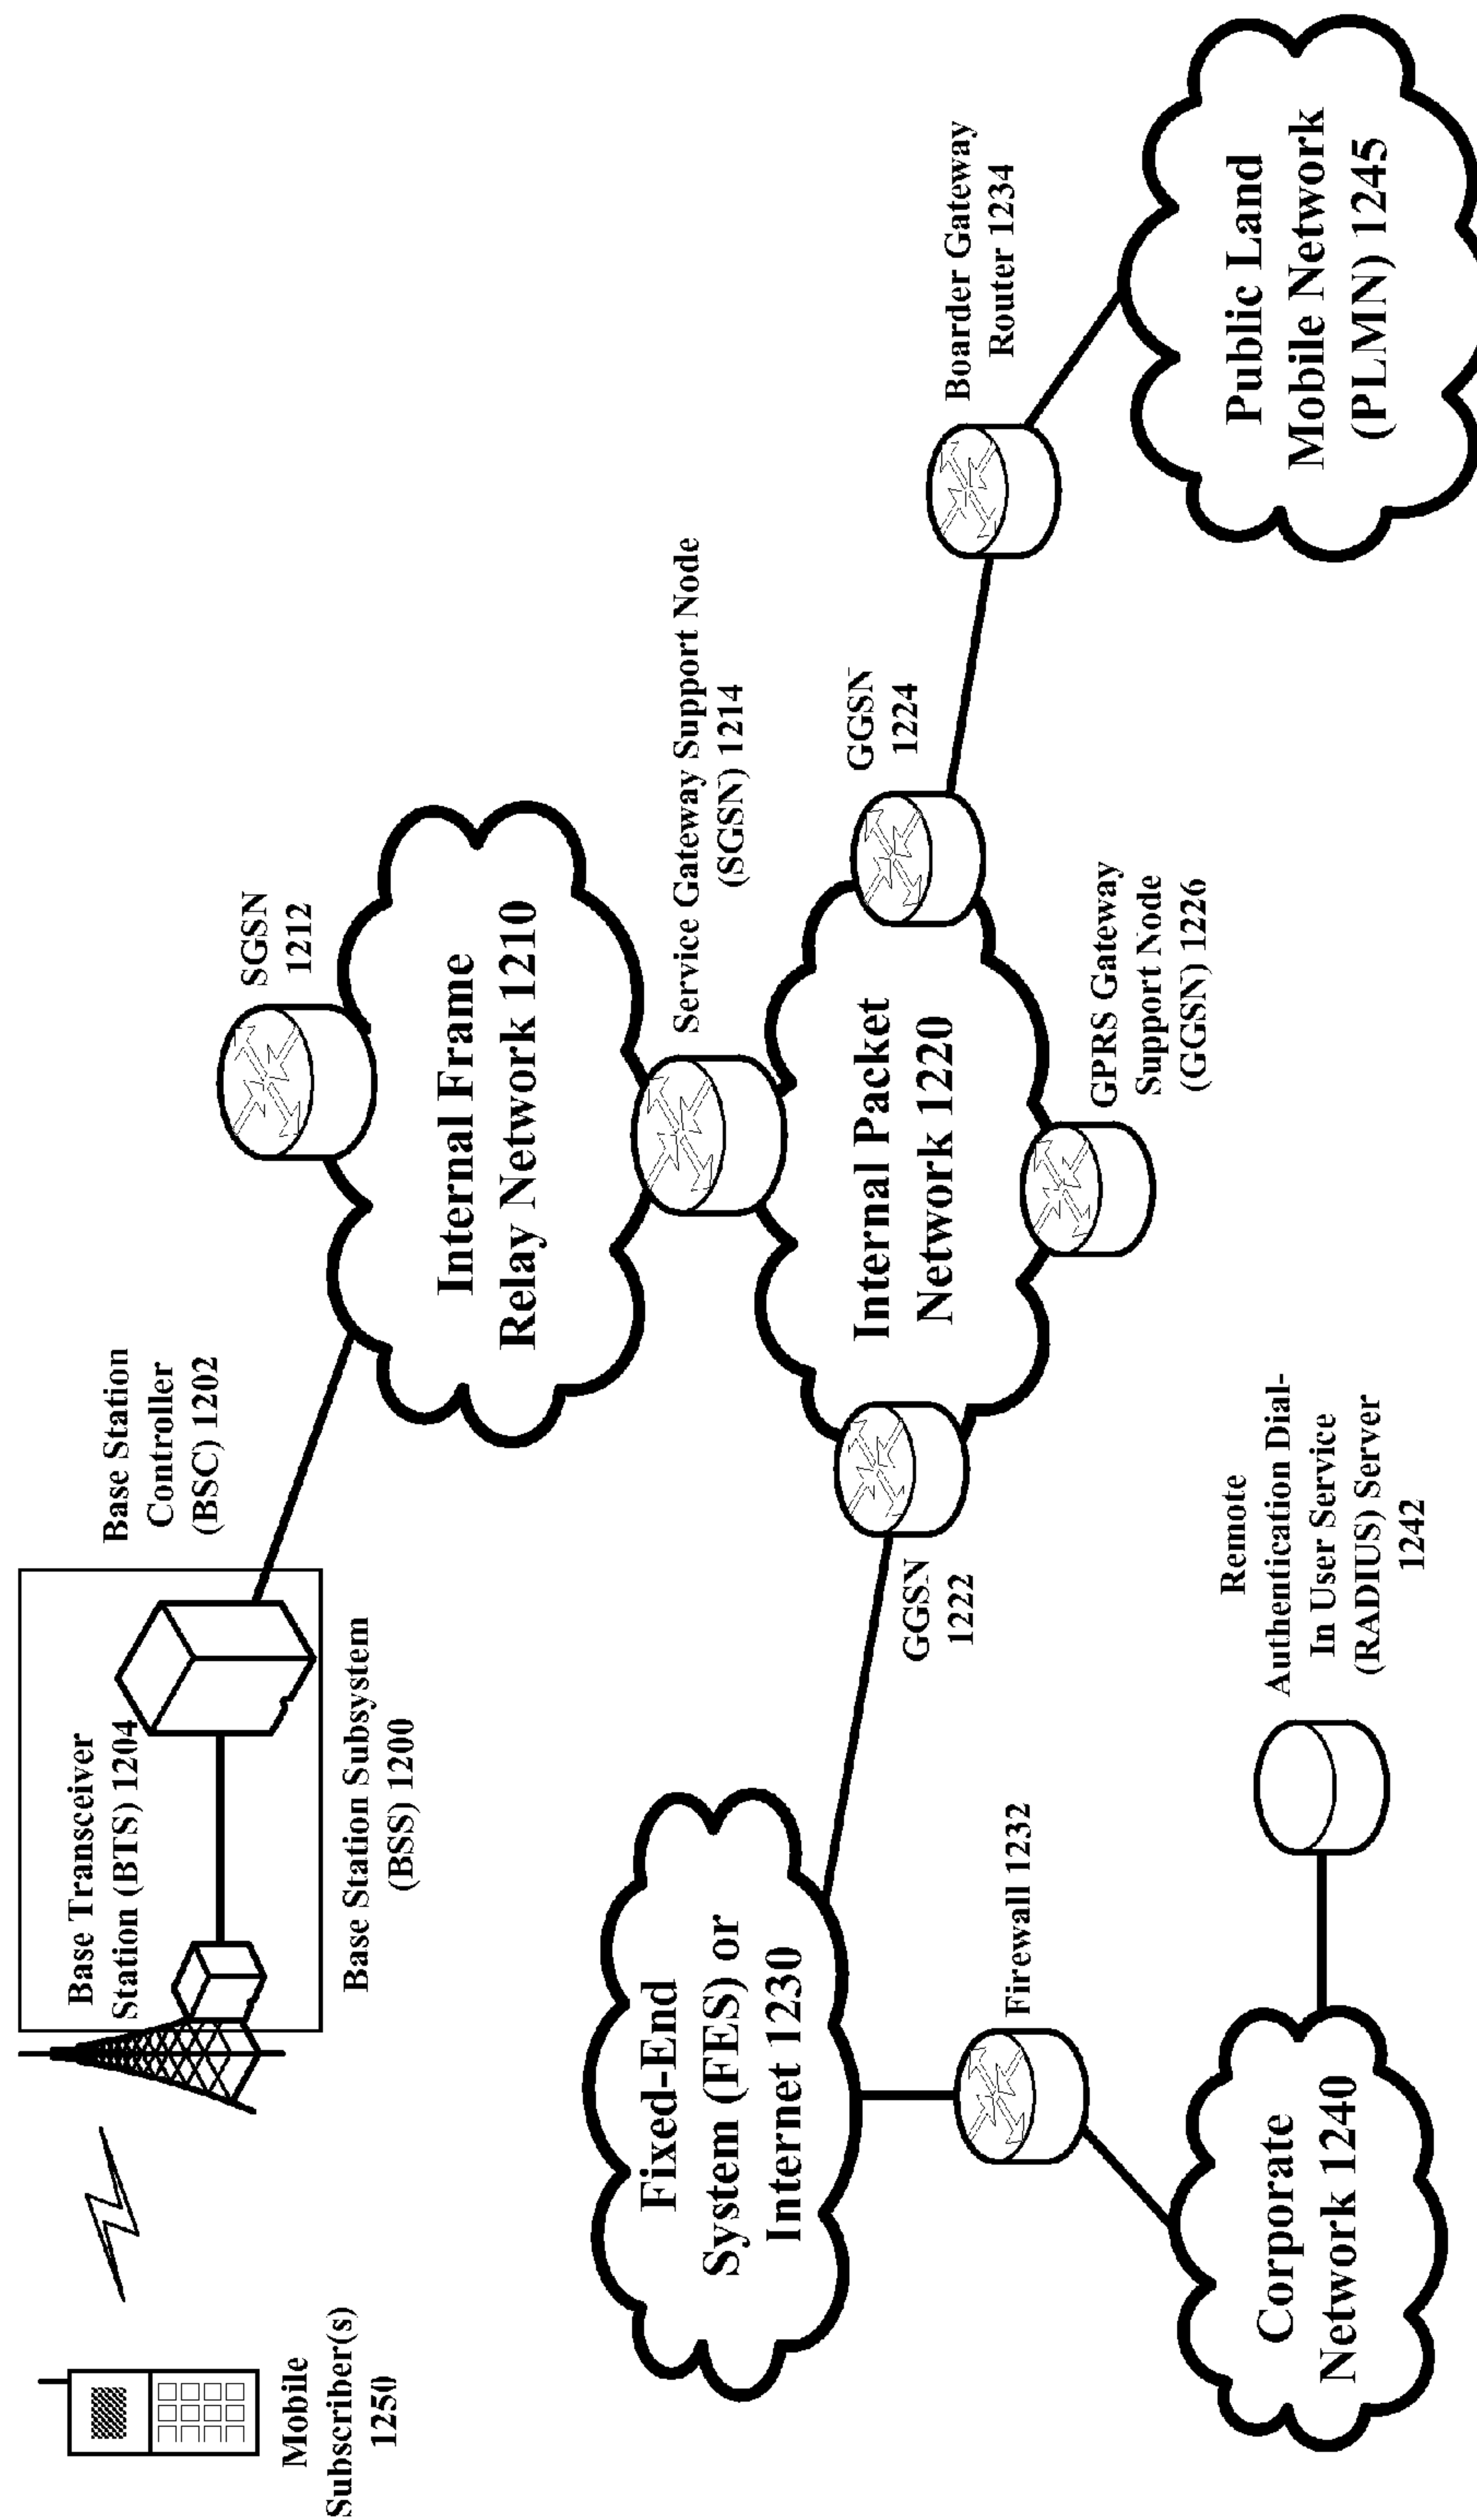 Mobile
Subscriber(s)
1250
Base Transceiver
Station (BTS) 1204
Base Station Subsystem
(BSS) 1200
Base Station
Controller
(BSC) 1202
SGSN
1212
Internal Frame
Relay Network 1210
Service Gateway Support Node
(SGSN) 1214
Fixed-End
System (FES) or
Internet 1230
GGSN
1222
Internal Packet
Network 1220
GGSN
1224
GPRS Gateway
Support Node
(GGSN) 1226
Boarder Gateway
Router 1234
Firewall 1232
Corporate
Network 1240
Remote
Authentication Dial-
In User Service
(RADIUS) Server
1242
Public Land
Mobile Network
(PLMN) 1245